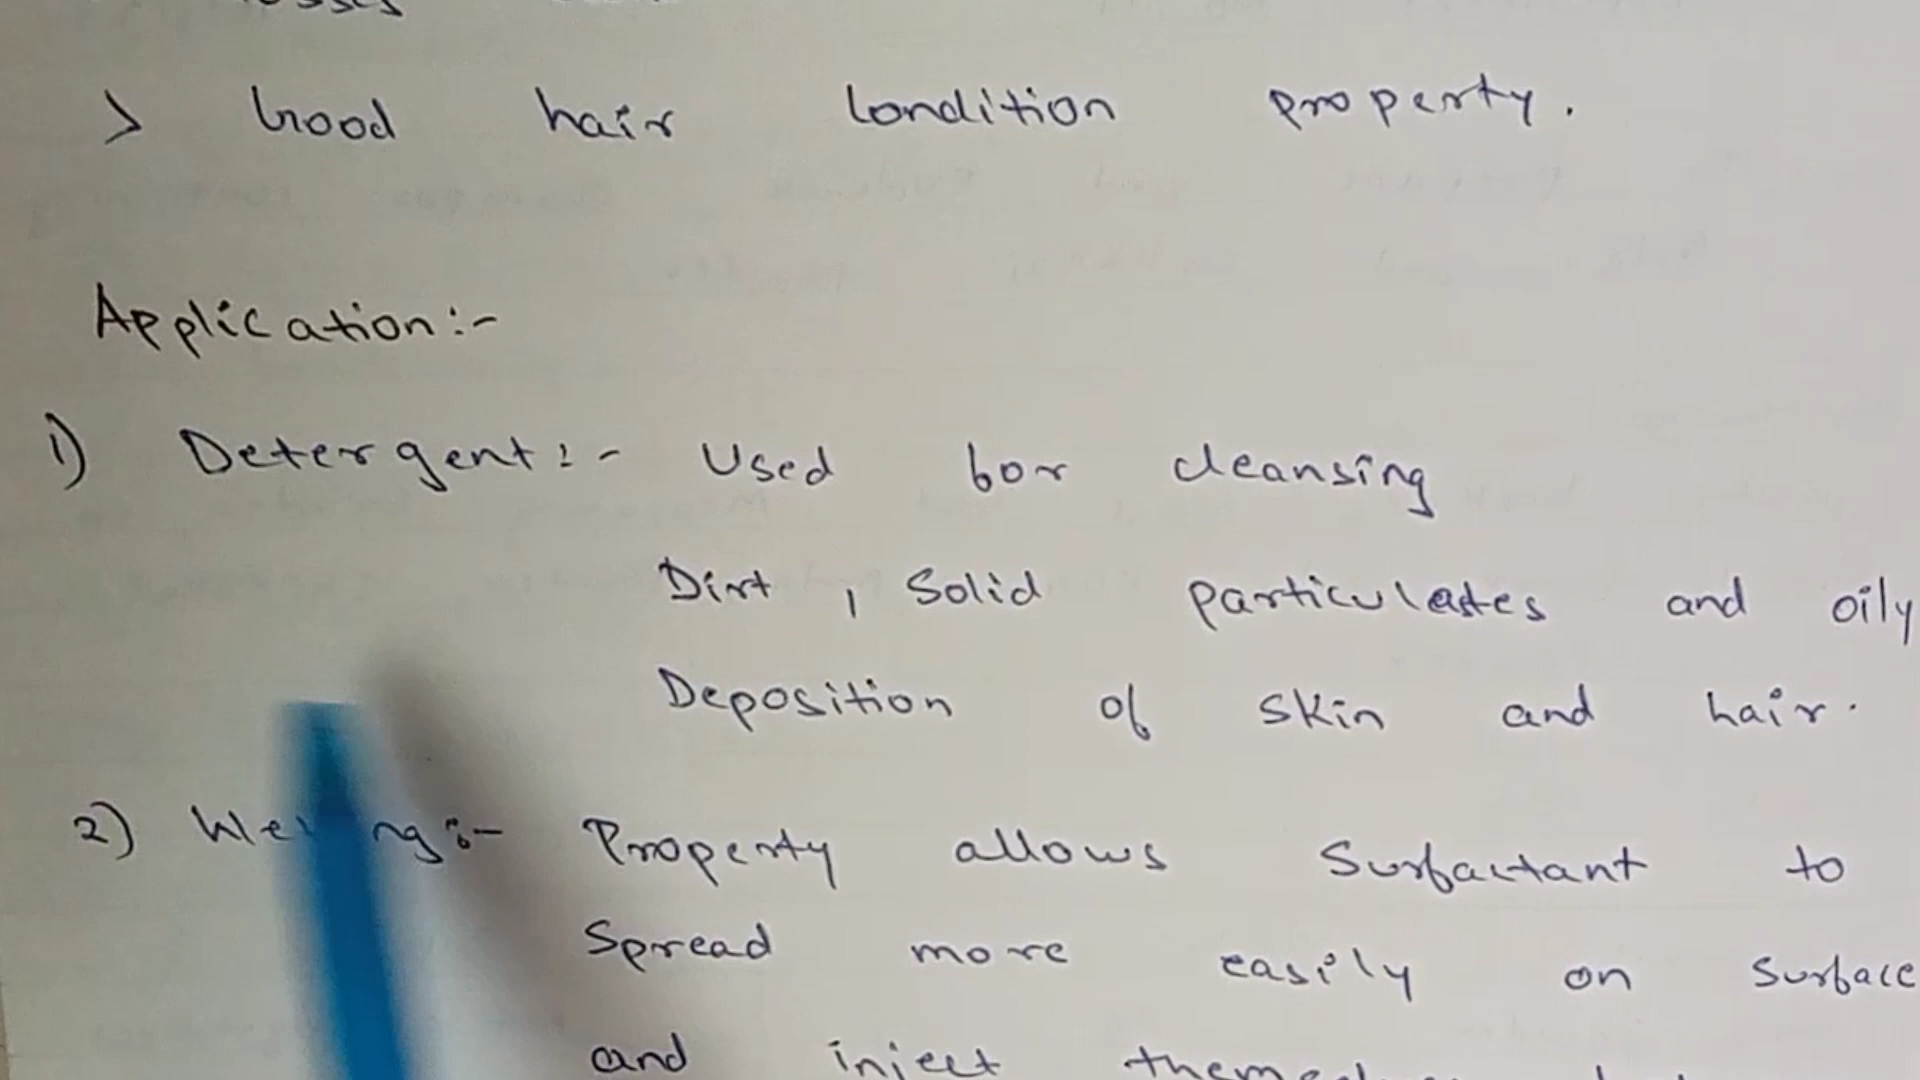 > Good hair Condition property.
Application:-
1) Detergent:- Used for cleansing
Dirt, Solid particulates and oily
Deposition of skin and hair.
2) Property allows Surfactant to
Spread more easily on Surface
and inject